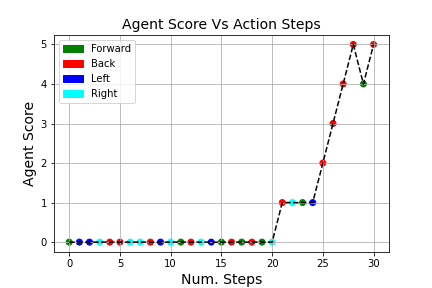 Agent Score Vs Action Steps
5
4
3
2
1
0
Agent Score
Forward
Back
Left
Right
0 5 10 15 20 25 30
Num. Steps